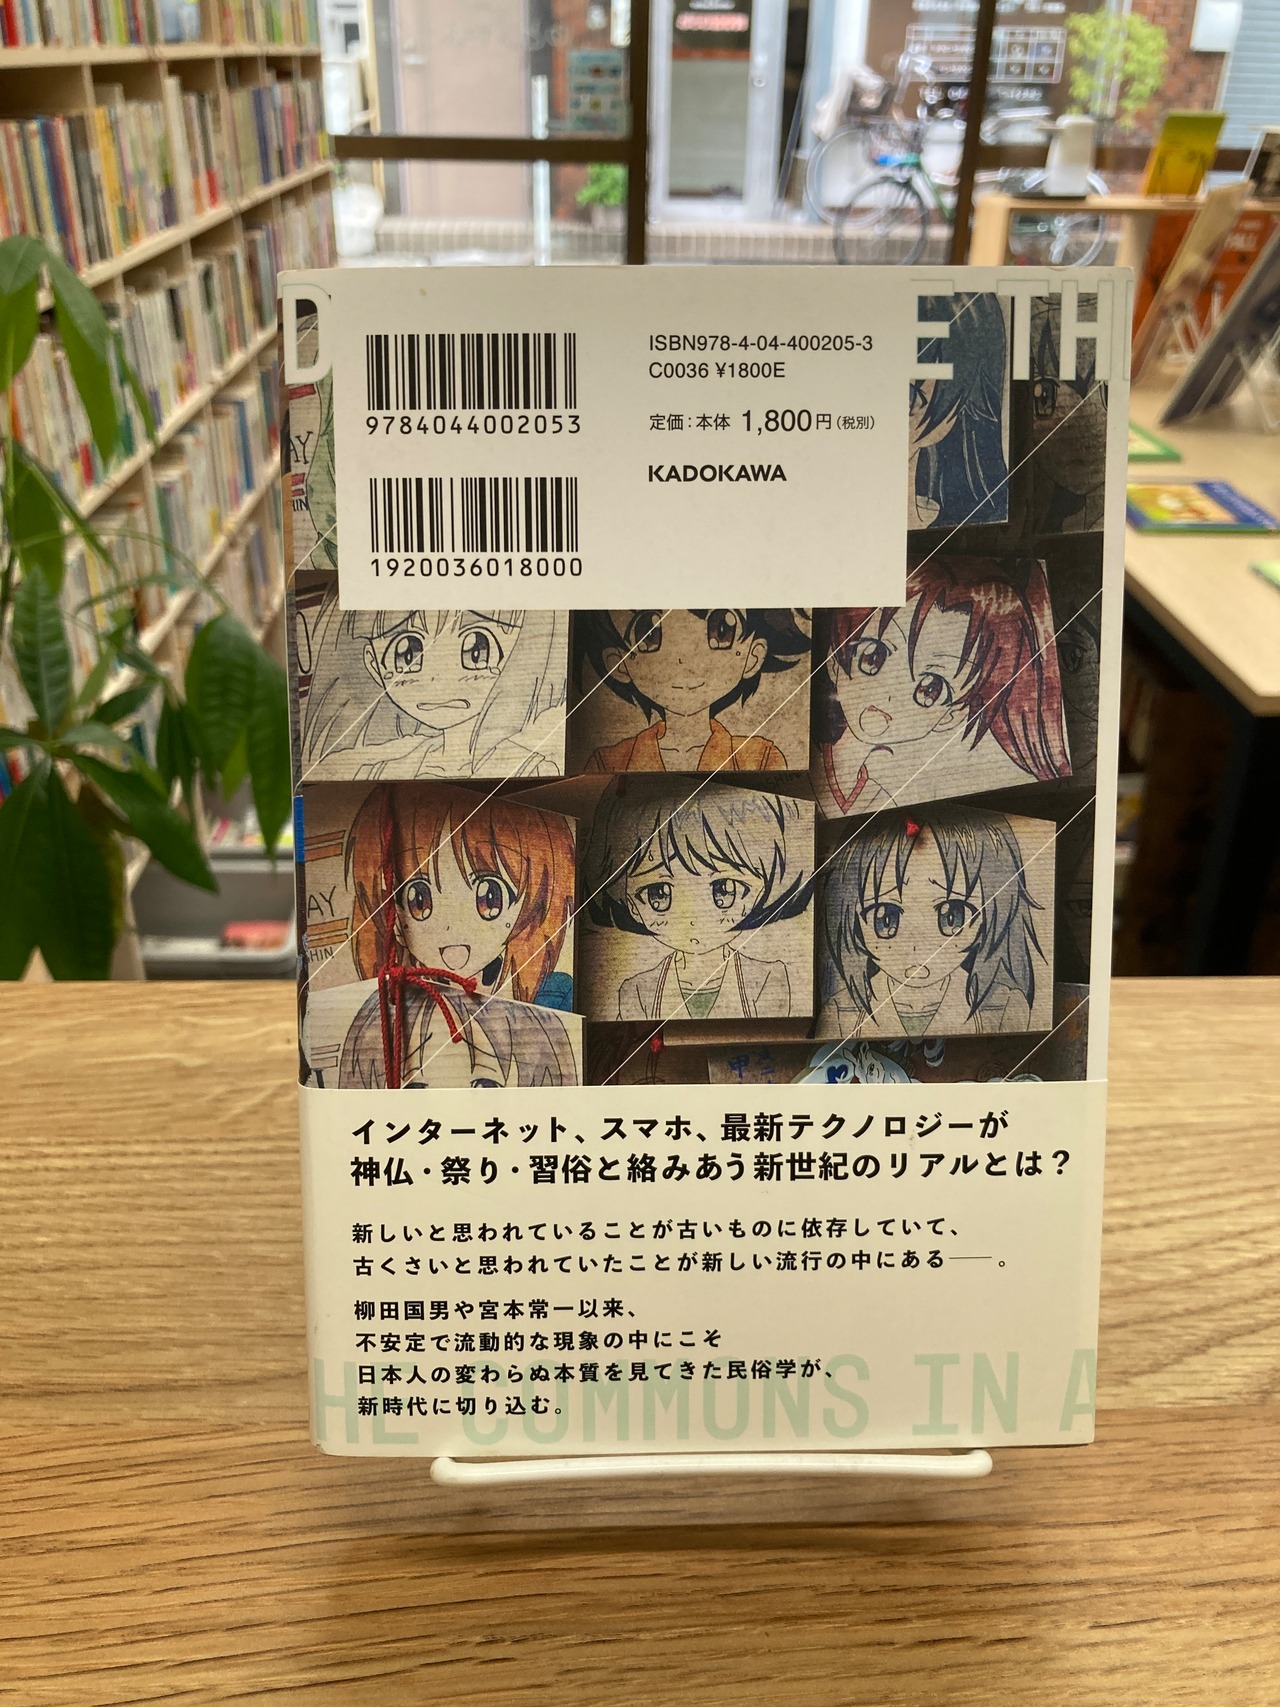 D
E TH
ISBN978-4-04-400205-3
C0036 ¥1800E
9784044002053
定価：本体 1,800円（税別）
KADOKAWA
1920036018000
AY
AY
SHIN
インターネット、スマホ、最新テクノロジーが
神仏・祭り・習俗と絡みあう新世紀のリアルとは？
新しいと思われていることが古いものに依存していて、
古くさいと思われていたことが新しい流行の中にある――。
柳田国男や宮本常一以来、
不安定で流動的な現象の中にこそ
日本人の変わらぬ本質を見てきた民俗学が、
新時代に切り込む。
HE COMMONS IN A